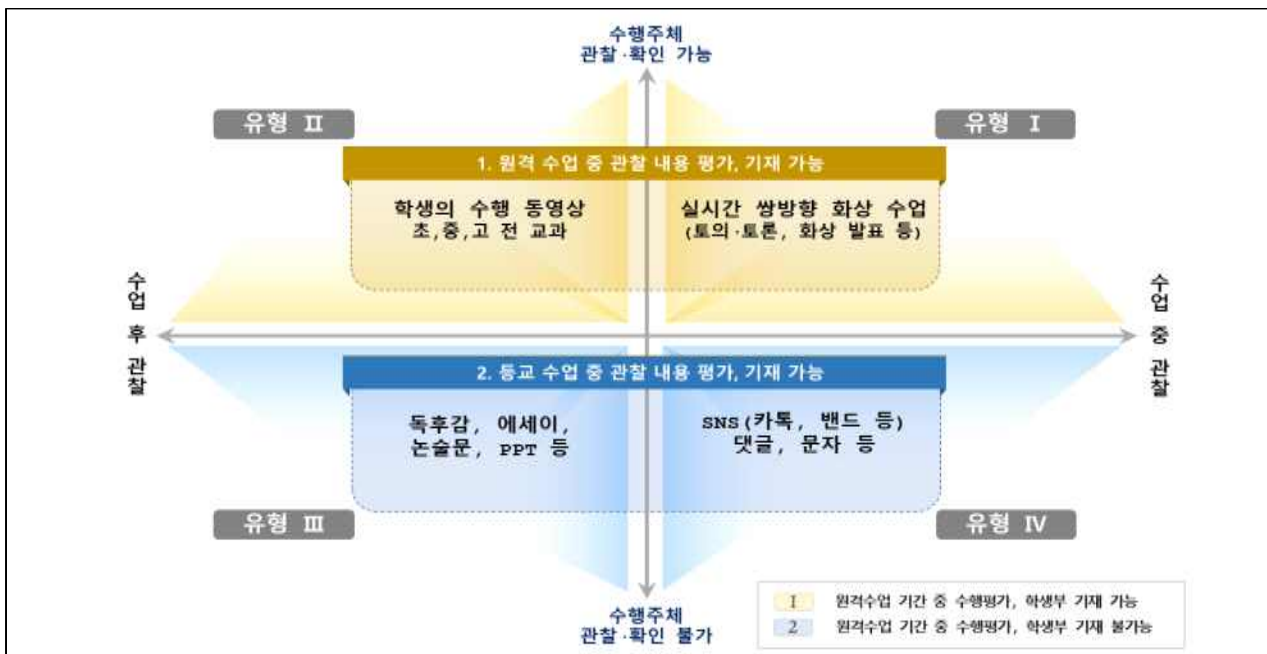 수행주체
관찰·확인 가능
유형 Ⅱ
유형 Ⅰ
1. 원격 수업 중 관찰 내용 평가, 기재 가능
학생의 수행 동영상
초,중,고 전 교과
실시간 쌍방향 화상 수업
(토의·토론, 화상 발표 등)
수업 후 관찰
수업 중 관찰
2. 등교 수업 중 관찰 내용 평가, 기재 가능
독후감, 에세이,
논술문, PPT 등
SNS(카톡, 밴드 등)
댓글, 문자 등
유형 Ⅲ
유형 Ⅳ
수행주체
관찰·확인 불가
1 원격수업 기간 중 수행평가, 학생부 기재 가능
2 원격수업 기간 중 수행평가, 학생부 기재 불가능